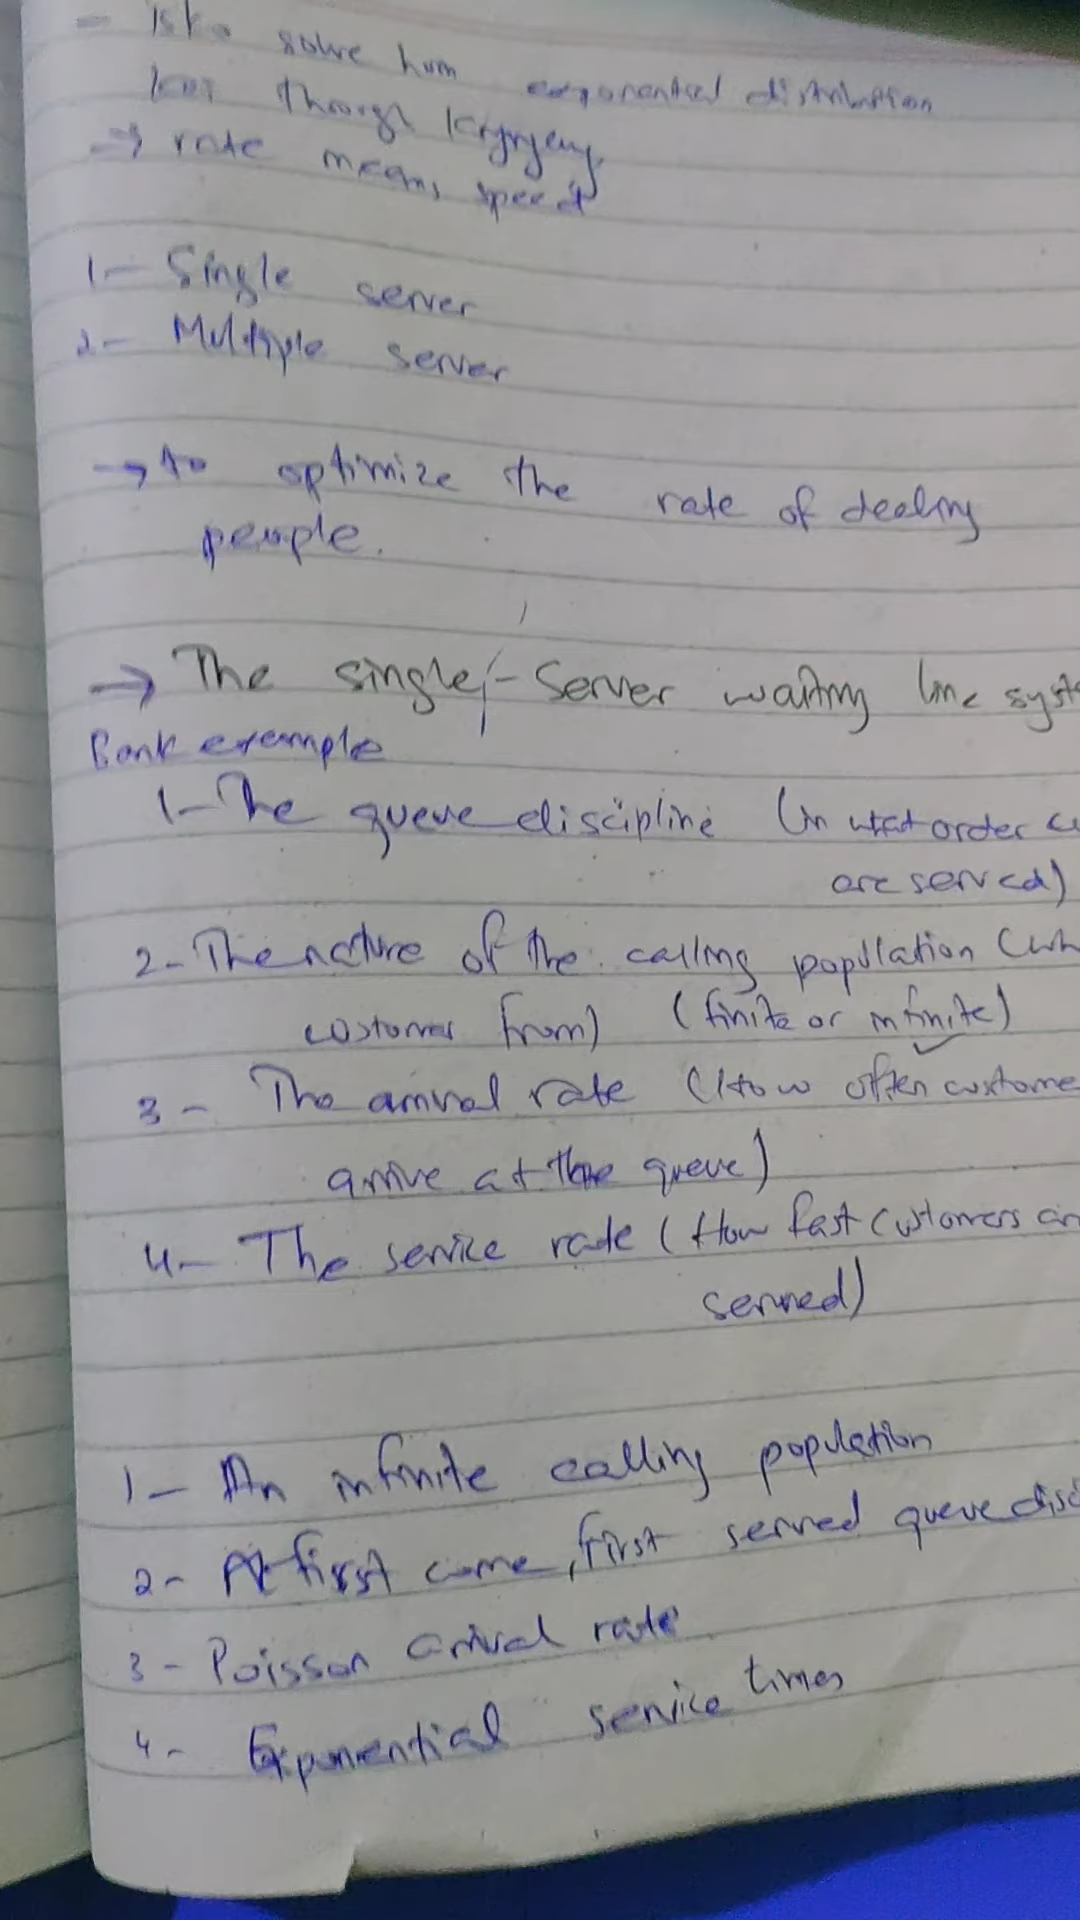 - Isko solve hum exponential distribution
through
→ rate means speed
1- Single server
2- Multiple server
→ to optimize the rate of dealing
people.
→ The single - Server waiting line syst
Bank example
1- The queue discipline (In what order cu
are served)
2- The nature of the calling population (wh
customer from) (finite or infinite)
3- The arrival rate (How often custome
arrive at the queue)
4- The service rate (How fast customers ar
served)
1- An infinite calling population
2- A first come, first served queue disc
3- Poisson arrival rate
4- Exponential service times